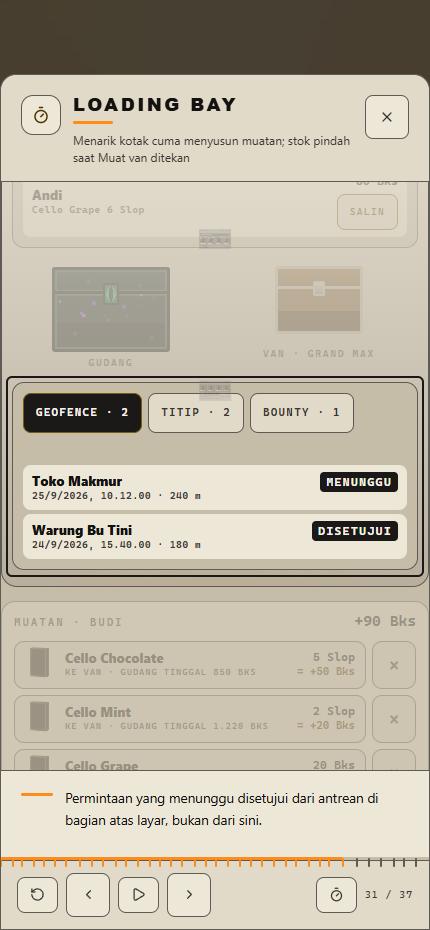 LOADING BAY
Menarik kotak cuma menyusun muatan; stok pindah
saat Muat van ditekan
Andi
Cello Grape 6 Slop
SALIN
GUDANG
VAN · GRAND MAX
GEOFENCE · 2
TITIP · 2
BOUNTY · 1
Toko Makmur
25/9/2026, 10.12.00 · 240 m
MENUNGGU
Warung Bu Tini
24/9/2026, 15.40.00 · 180 m
DISETUJUI
MUATAN · BUDI
+90 Bks
Cello Chocolate
KE VAN · GUDANG TINGGAL 850 BKS
5 Slop
= +50 Bks
Cello Mint
KE VAN · GUDANG TINGGAL 1.228 BKS
2 Slop
= +20 Bks
Cello Grape
20 Bks
Permintaan yang menunggu disetujui dari antrean di
bagian atas layar, bukan dari sini.
31 / 37